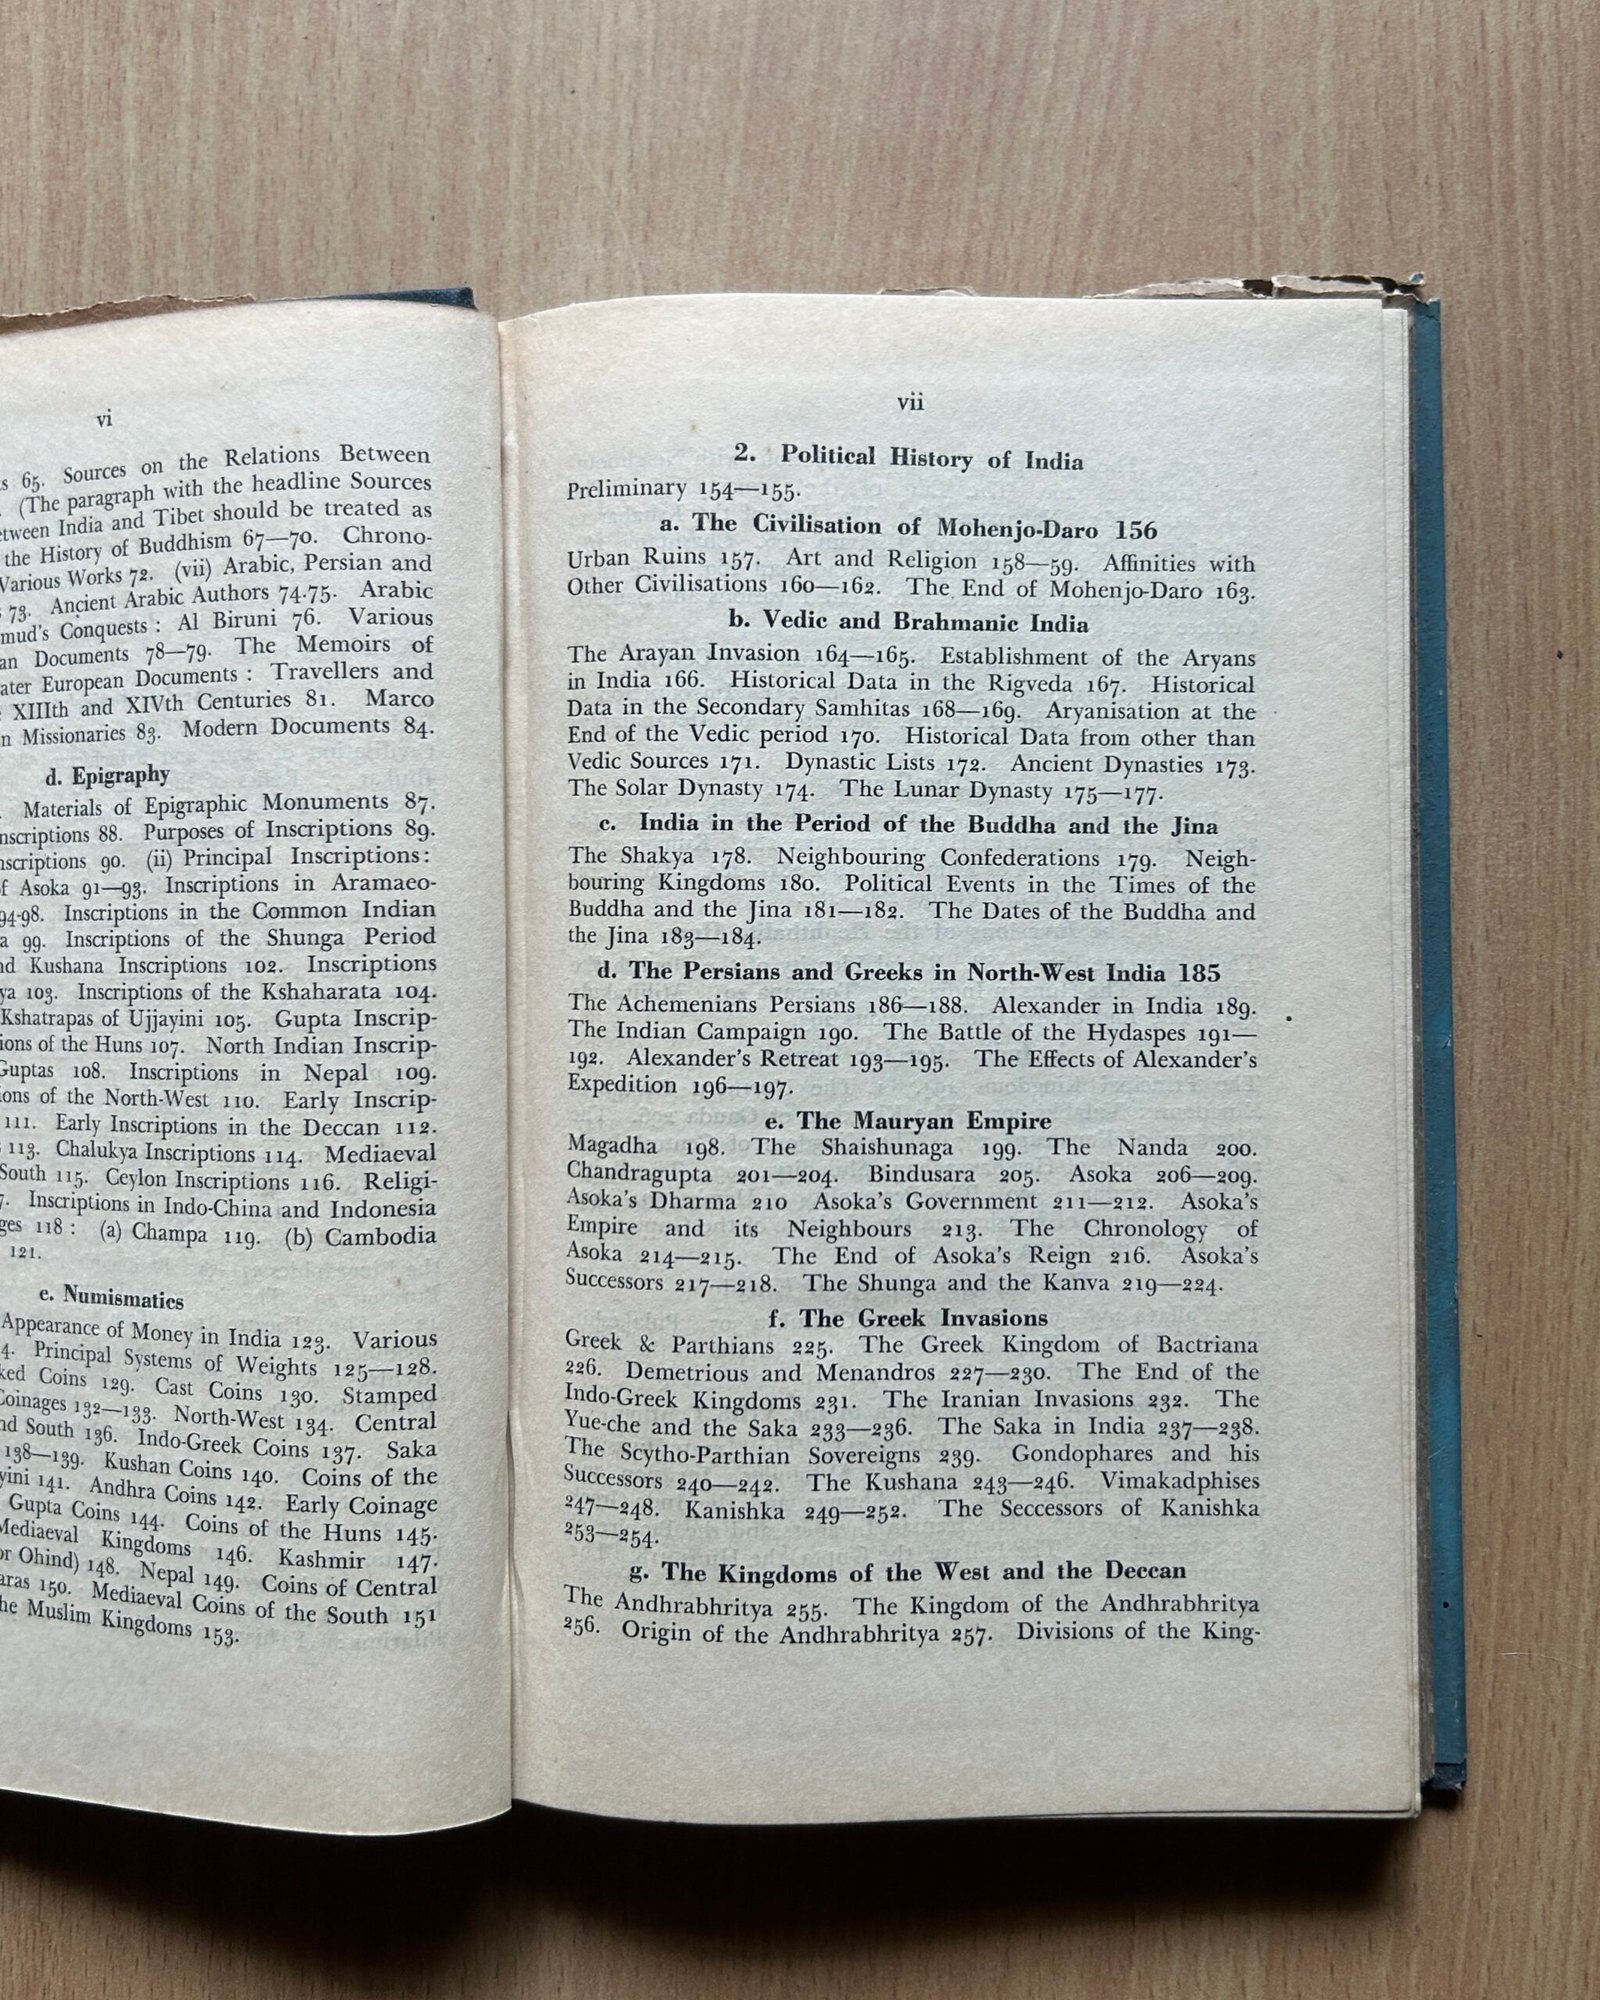 vi
65. Sources on the Relations Between
(The paragraph with the headline Sources
between India and Tibet should be treated as
the History of Buddhism 67—70. Chrono-
Various Works 72. (vii) Arabic, Persian and
73. Ancient Arabic Authors 74-75. Arabic
Conquests : Al Biruni 76. Various
Documents 78—79. The Memoirs of
European Documents : Travellers and
XIIIth and XIVth Centuries 81. Marco
Missionaries 83. Modern Documents 84.
d. Epigraphy
Materials of Epigraphic Monuments 87.
Inscriptions 88. Purposes of Inscriptions 89.
Inscriptions 90. (ii) Principal Inscriptions:
of Asoka 91—93. Inscriptions in Aramaeo-
94-98. Inscriptions in the Common Indian
99. Inscriptions of the Shunga Period
Kushana Inscriptions 102. Inscriptions
103. Inscriptions of the Kshaharata 104.
Kshatrapas of Ujjayini 105. Gupta Inscrip-
of the Huns 107. North Indian Inscrip-
Guptas 108. Inscriptions in Nepal 109.
of the North-West 110. Early Inscrip-
111. Early Inscriptions in the Deccan 112.
113. Chalukya Inscriptions 114. Mediaeval
South 115. Ceylon Inscriptions 116. Religi-
Inscriptions in Indo-China and Indonesia
118 : (a) Champa 119. (b) Cambodia
121.
e. Numismatics
Appearance of Money in India 123. Various
Principal Systems of Weights 125—128.
Coins 129. Cast Coins 130. Stamped
Coinages 132—133. North-West 134. Central
South 136. Indo-Greek Coins 137. Saka
138—139. Kushan Coins 140. Coins of the
141. Andhra Coins 142. Early Coinage
Gupta Coins 144. Coins of the Huns 145.
Mediaeval Kingdoms 146. Kashmir 147.
or Ohind) 148. Nepal 149. Coins of Central
150. Mediaeval Coins of the South 151
the Muslim Kingdoms 153.
vii
2. Political History of India
Preliminary 154—155.
a. The Civilisation of Mohenjo-Daro 156
Urban Ruins 157. Art and Religion 158—59. Affinities with
Other Civilisations 160—162. The End of Mohenjo-Daro 163.
b. Vedic and Brahmanic India
The Arayan Invasion 164—165. Establishment of the Aryans
in India 166. Historical Data in the Rigveda 167. Historical
Data in the Secondary Samhitas 168—169. Aryanisation at the
End of the Vedic period 170. Historical Data from other than
Vedic Sources 171. Dynastic Lists 172. Ancient Dynasties 173.
The Solar Dynasty 174. The Lunar Dynasty 175—177.
c. India in the Period of the Buddha and the Jina
The Shakya 178. Neighbouring Confederations 179. Neigh-
bouring Kingdoms 180. Political Events in the Times of the
Buddha and the Jina 181—182. The Dates of the Buddha and
the Jina 183—184.
d. The Persians and Greeks in North-West India 185
The Achemenians Persians 186—188. Alexander in India 189.
The Indian Campaign 190. The Battle of the Hydaspes 191—
192. Alexander's Retreat 193—195. The Effects of Alexander's
Expedition 196—197.
e. The Mauryan Empire
Magadha 198. The Shaishunaga 199. The Nanda 200.
Chandragupta 201—204. Bindusara 205. Asoka 206—209.
Asoka's Dharma 210 Asoka's Government 211—212. Asoka's
Empire and its Neighbours 213. The Chronology of
Asoka 214—215. The End of Asoka's Reign 216. Asoka's
Successors 217—218. The Shunga and the Kanva 219—224.
f. The Greek Invasions
Greek & Parthians 225. The Greek Kingdom of Bactriana
226. Demetrious and Menandros 227—230. The End of the
Indo-Greek Kingdoms 231. The Iranian Invasions 232. The
Yue-che and the Saka 233—236. The Saka in India 237—238.
The Scytho-Parthian Sovereigns 239. Gondophares and his
Successors 240—242. The Kushana 243—246. Vimakadphises
247—248. Kanishka 249—252. The Seccessors of Kanishka
253—254.
g. The Kingdoms of the West and the Deccan
The Andhrabhritya 255. The Kingdom of the Andhrabhritya
256. Origin of the Andhrabhritya 257. Divisions of the King-